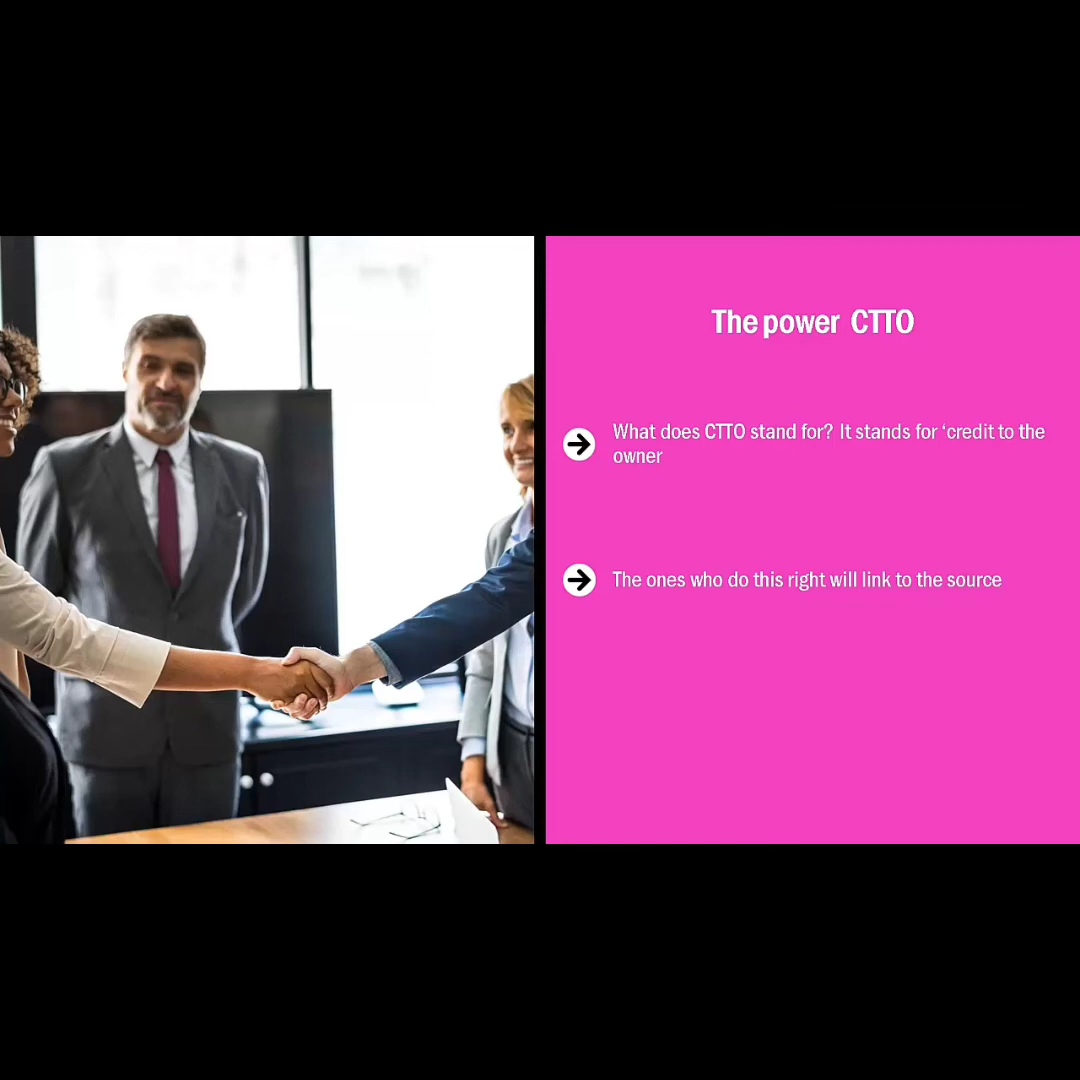 The power CTTO
What does CTTO stand for? It stands for ‘credit to the
owner
The ones who do this right will link to the source